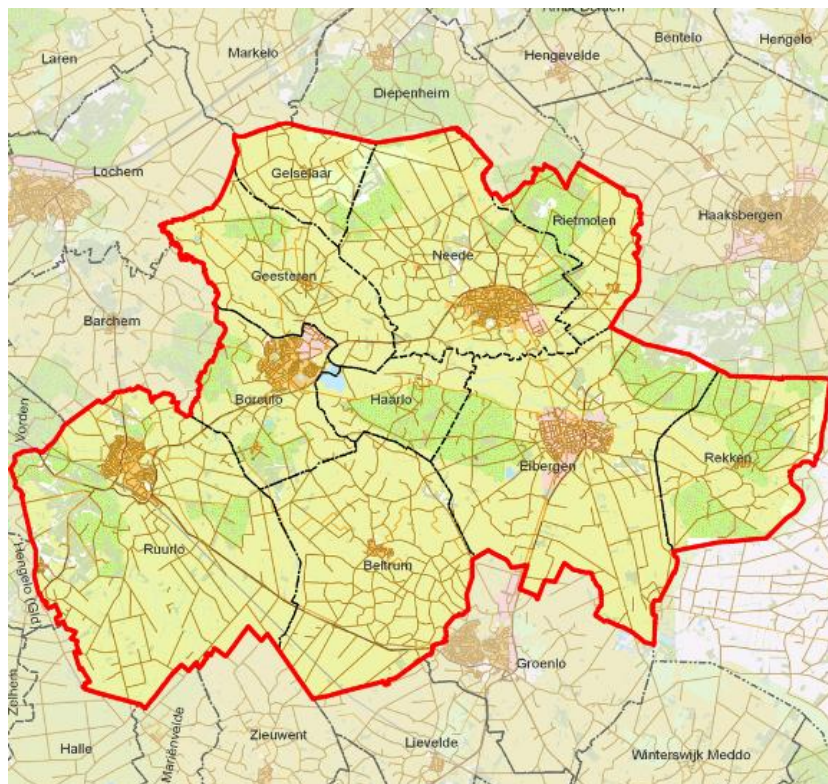 Laren
Markelo
Hengevelde
Bentelo
Hengelo
Diepenheim
Lochem
Gelselaar
Rietmolen
Haaksbergen
Neede
Geesteren
Barchem
Borculo
Haarlo
Vorden
Eibergen
Rekken
Ruurlo
Beltrum
Hengelo (Gld)
Groenlo
Zelhem
Mariënvelde
Zieuwent
Lievelde
Halle
Winterswijk Meddo